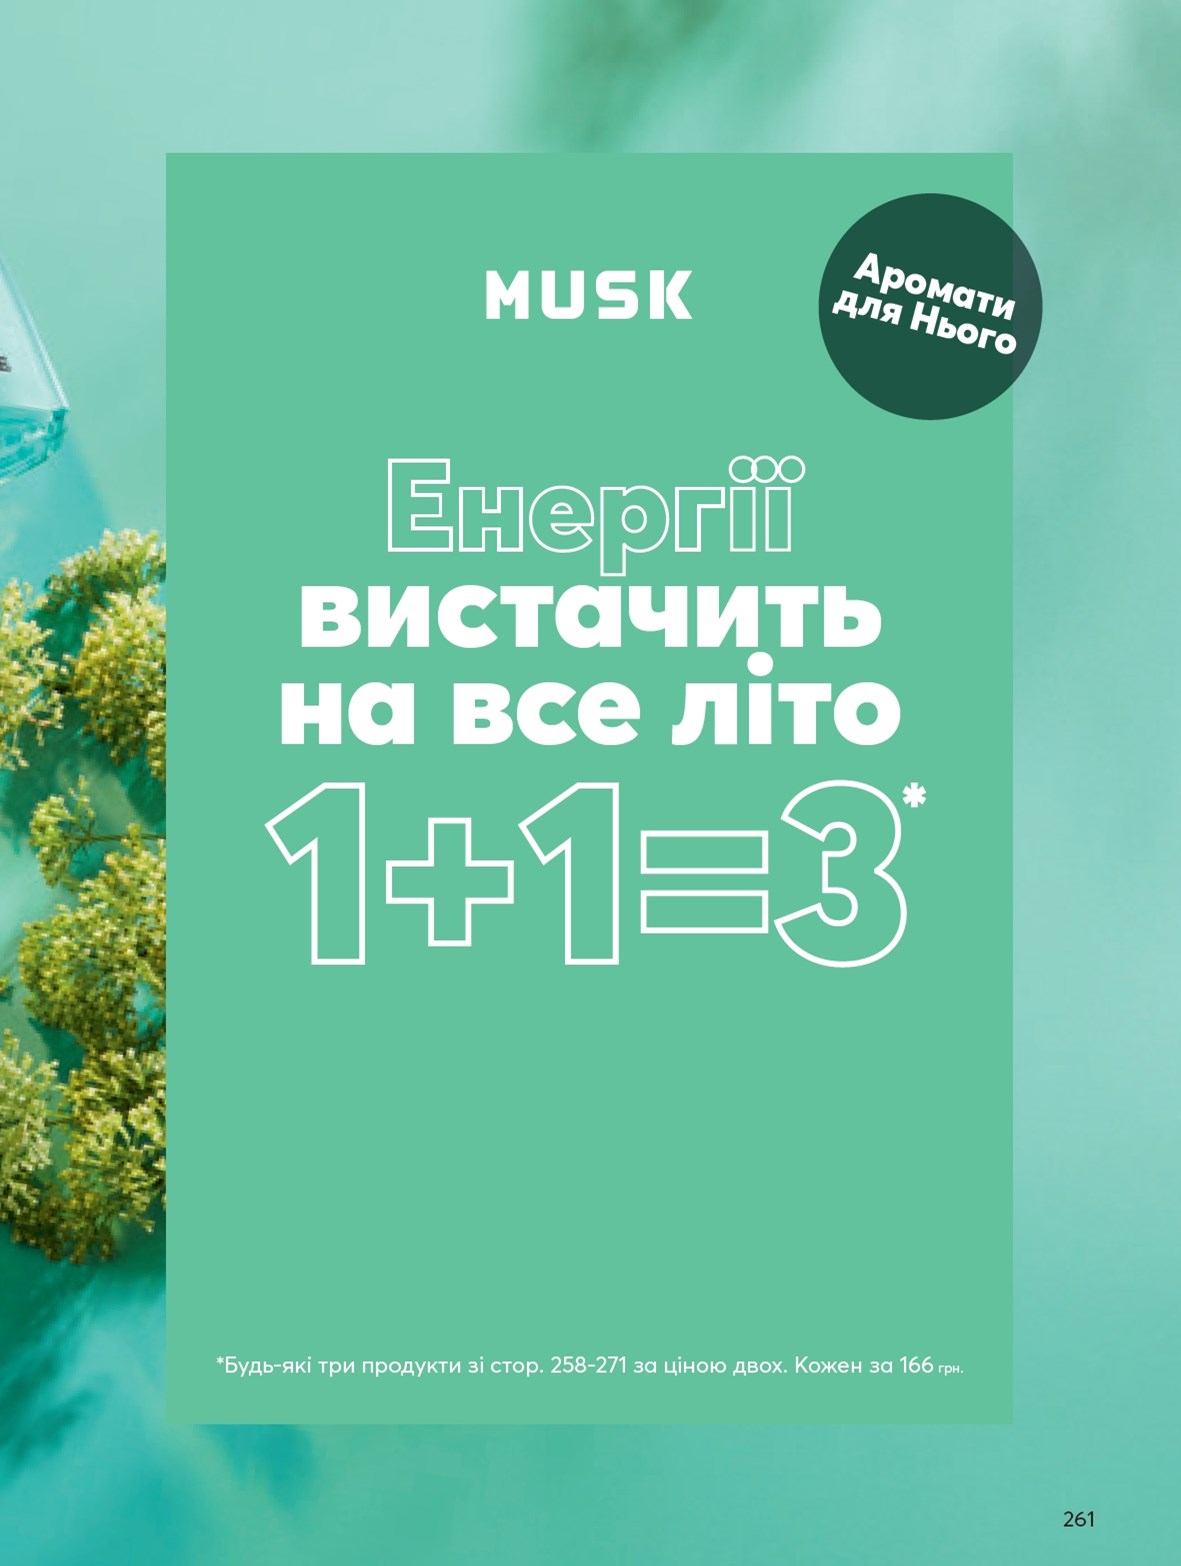 MUSK
Аромати
для Нього
Енергії
вистачить
на все літо
1+1=3*
*Будь-які три продукти зі стор. 258-271 за ціною двох. Кожен за 166 грн.
261